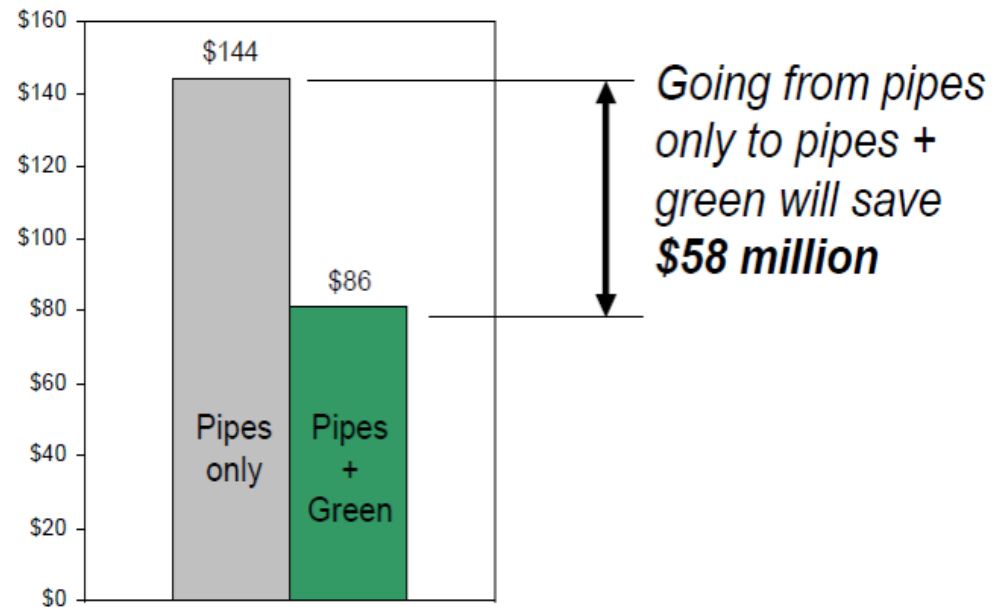 $160
$140
$120
$100
$80
$60
$40
$20
$0
$144
$86
Pipes
only
Pipes
+
Green
Going from pipes
only to pipes +
green will save
$58 million